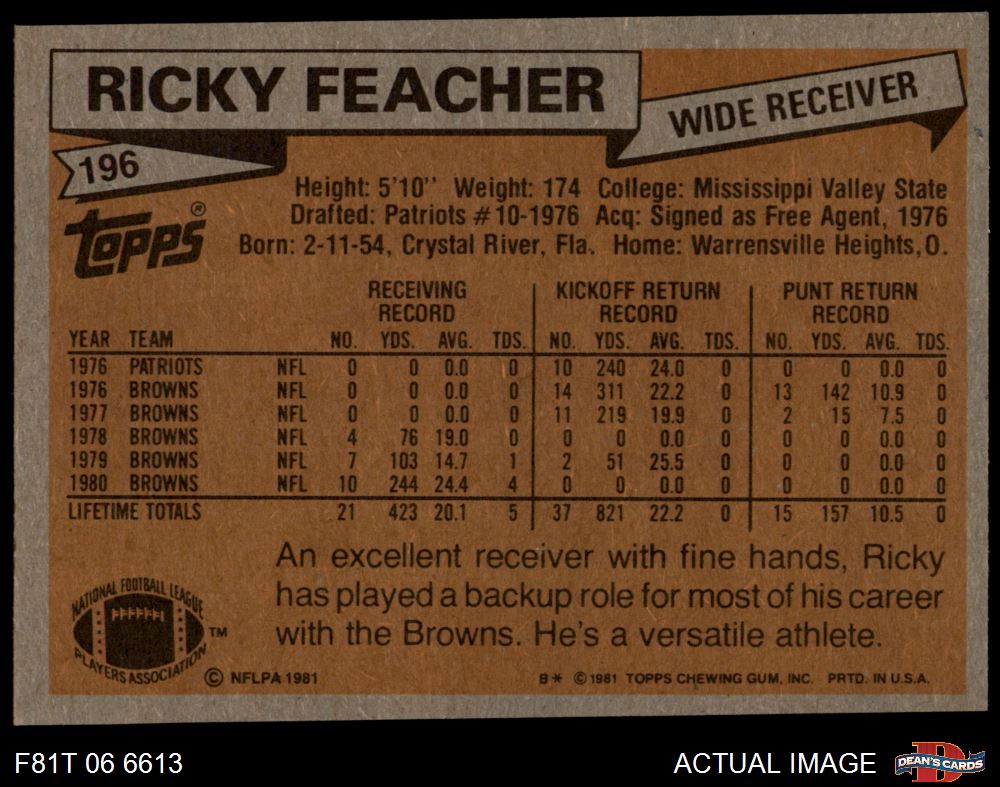 RICKY FEACHER
WIDE RECEIVER
196
Topps®
Height: 5'10" Weight: 174 College: Mississippi Valley State
Drafted: Patriots #10-1976 Acq: Signed as Free Agent, 1976
Born: 2-11-54, Crystal River, Fla. Home: Warrensville Heights, O.
RECEIVING RECORD KICKOFF RETURN RECORD PUNT RETURN RECORD
YEAR TEAM NO. YDS. AVG. TDS. NO. YDS. AVG. TDS. NO. YDS. AVG. TDS.
1976 PATRIOTS NFL 0 0 0.0 0 10 240 24.0 0 0 0 0.0 0
1976 BROWNS NFL 0 0 0.0 0 14 311 22.2 0 13 142 10.9 0
1977 BROWNS NFL 0 0 0.0 0 11 219 19.9 0 2 15 7.5 0
1978 BROWNS NFL 4 76 19.0 0 0 0 0.0 0 0 0 0.0 0
1979 BROWNS NFL 7 103 14.7 1 2 51 25.5 0 0 0 0.0 0
1980 BROWNS NFL 10 244 24.4 4 0 0 0.0 0 0 0 0.0 0
LIFETIME TOTALS 21 423 20.1 5 37 821 22.2 0 15 157 10.5 0
An excellent receiver with fine hands, Ricky
has played a backup role for most of his career
with the Browns. He's a versatile athlete.
NATIONAL FOOTBALL LEAGUE
PLAYERS ASSOCIATION
TM
© NFLPA 1981
B* © 1981 TOPPS CHEWING GUM, INC. PRTD. IN U.S.A.
F81T 06 6613
ACTUAL IMAGE
D
DEAN'S CARDS